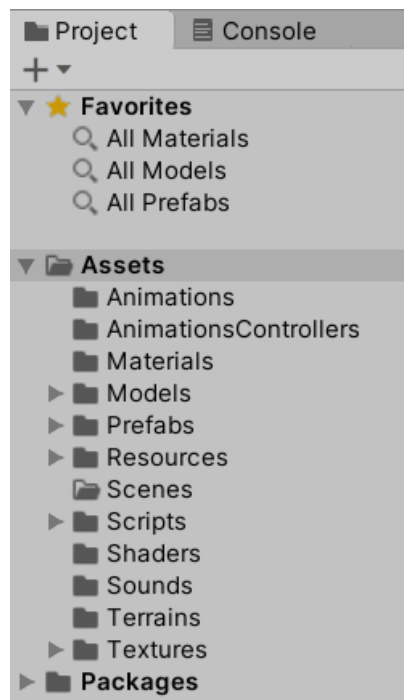 Project Console
Favorites
All Materials
All Models
All Prefabs
Assets
Animations
AnimationsControllers
Materials
Models
Prefabs
Resources
Scenes
Scripts
Shaders
Sounds
Terrains
Textures
Packages